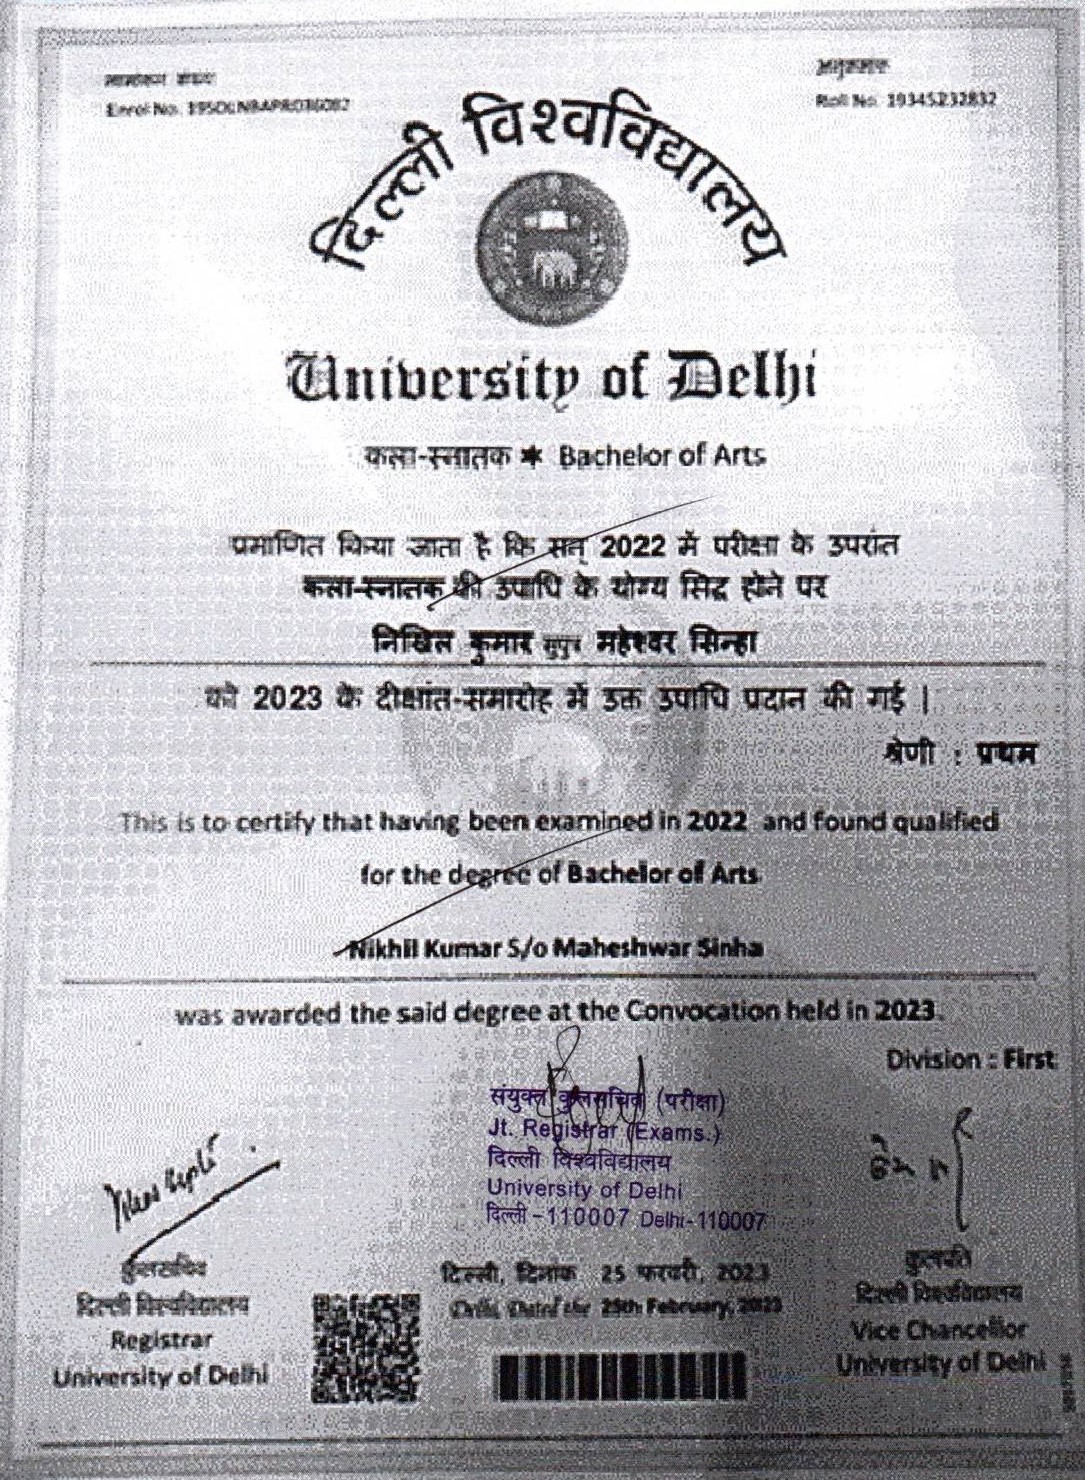 नामांकन संख्या
Enrol No.
अनुक्रमांक
Roll No. 19345232832
दिल्ली विश्वविद्यालय
University of Delhi
कला-स्नातक * Bachelor of Arts
प्रमाणित किया जाता है कि सन् 2022 में परीक्षा के उपरांत
कला-स्नातक की उपाधि के योग्य सिद्ध होने पर
निखिल कुमार सुपुत्र महेश्वर सिन्हा
को 2023 के दीक्षांत-समारोह में उक्त उपाधि प्रदान की गई |
श्रेणी : प्रथम
This is to certify that having been examined in 2022 and found qualified
for the degree of Bachelor of Arts
Nikhil Kumar S/o Maheshwar Sinha
was awarded the said degree at the Convocation held in 2023.
Division : First
संयुक्त कुलसचिव (परीक्षा)
Jt. Registrar (Exams.)
दिल्ली विश्वविद्यालय
University of Delhi
दिल्ली-110007 Delhi-110007
कुलसचिव
दिल्ली विश्वविद्यालय
Registrar
University of Delhi
दिल्ली, दिनांक 25 फरवरी, 2023
Delhi, Dated the 25th February, 2023
कुलपति
दिल्ली विश्वविद्यालय
Vice Chancellor
University of Delhi